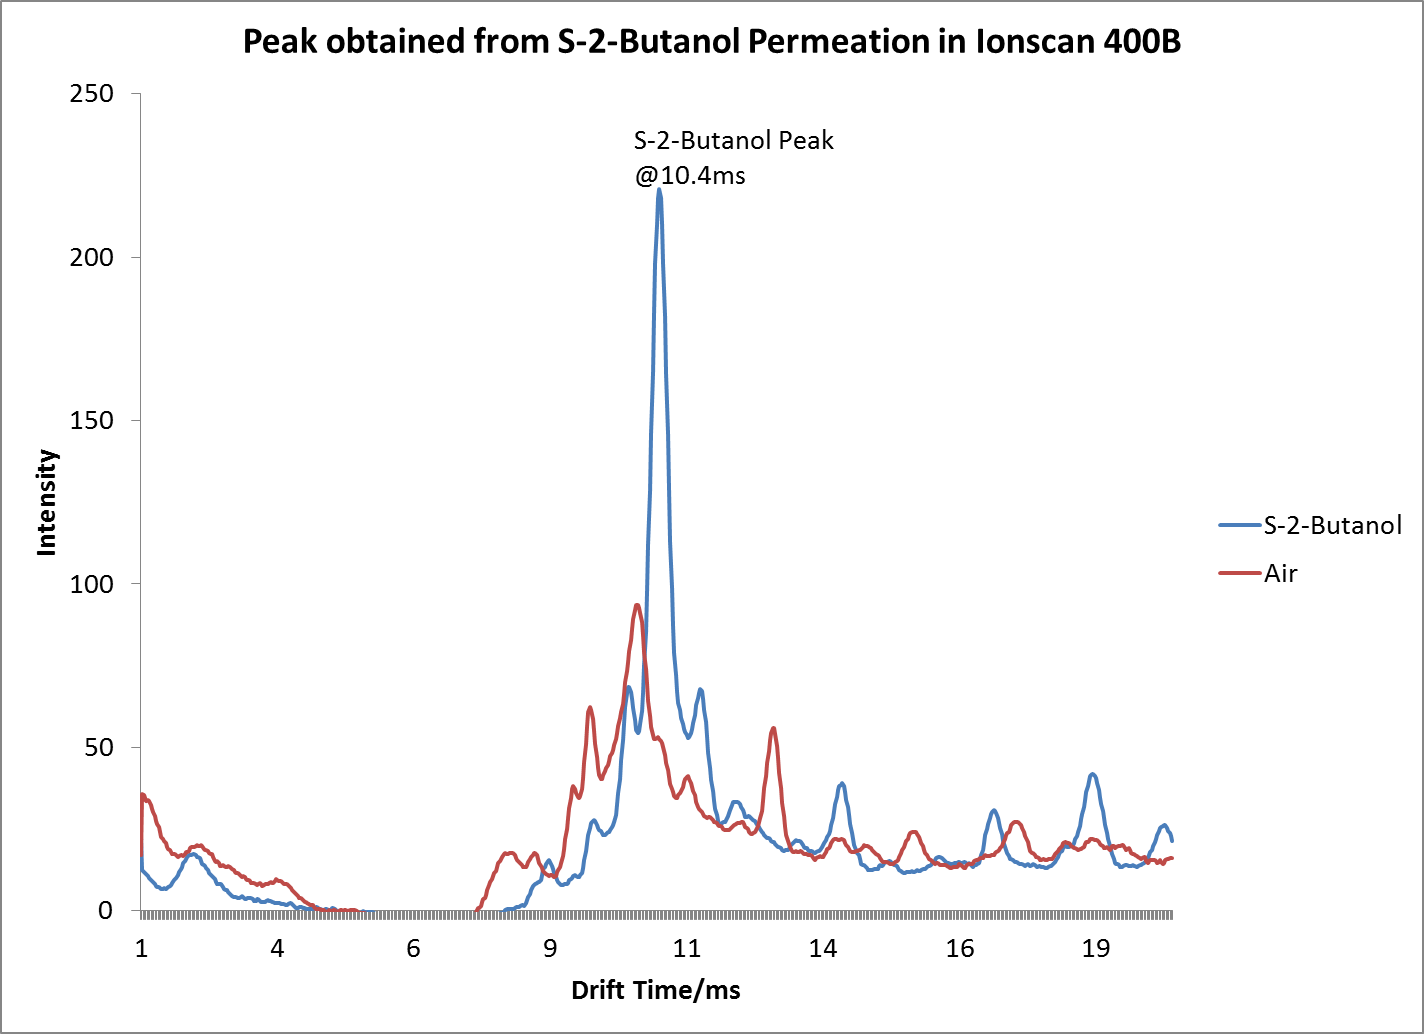 Peak obtained from S-2-Butanol Permeation in Ionscan 400B
250
S-2-Butanol Peak
@10.4ms
200
150
Intensity
S-2-Butanol
100
Air
50
0
1 4 6 9 11 14 16 19
Drift Time/ms